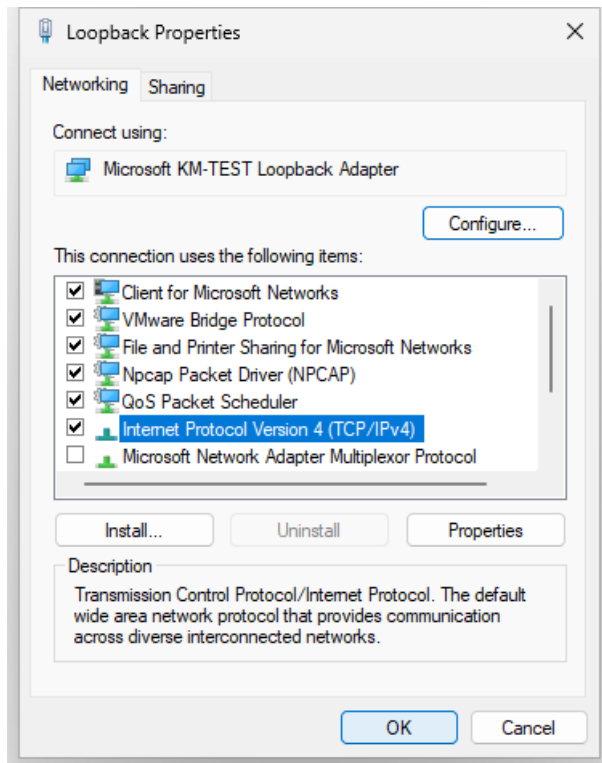 Loopback Properties
Networking
Sharing
Connect using:
Microsoft KM-TEST Loopback Adapter
Configure...
This connection uses the following items:
Client for Microsoft Networks
VMware Bridge Protocol
File and Printer Sharing for Microsoft Networks
Npcap Packet Driver (NPCAP)
QoS Packet Scheduler
Internet Protocol Version 4 (TCP/IPv4)
Microsoft Network Adapter Multiplexor Protocol
Install...
Uninstall
Properties
Description
Transmission Control Protocol/Internet Protocol. The default
wide area network protocol that provides communication
across diverse interconnected networks.
OK
Cancel